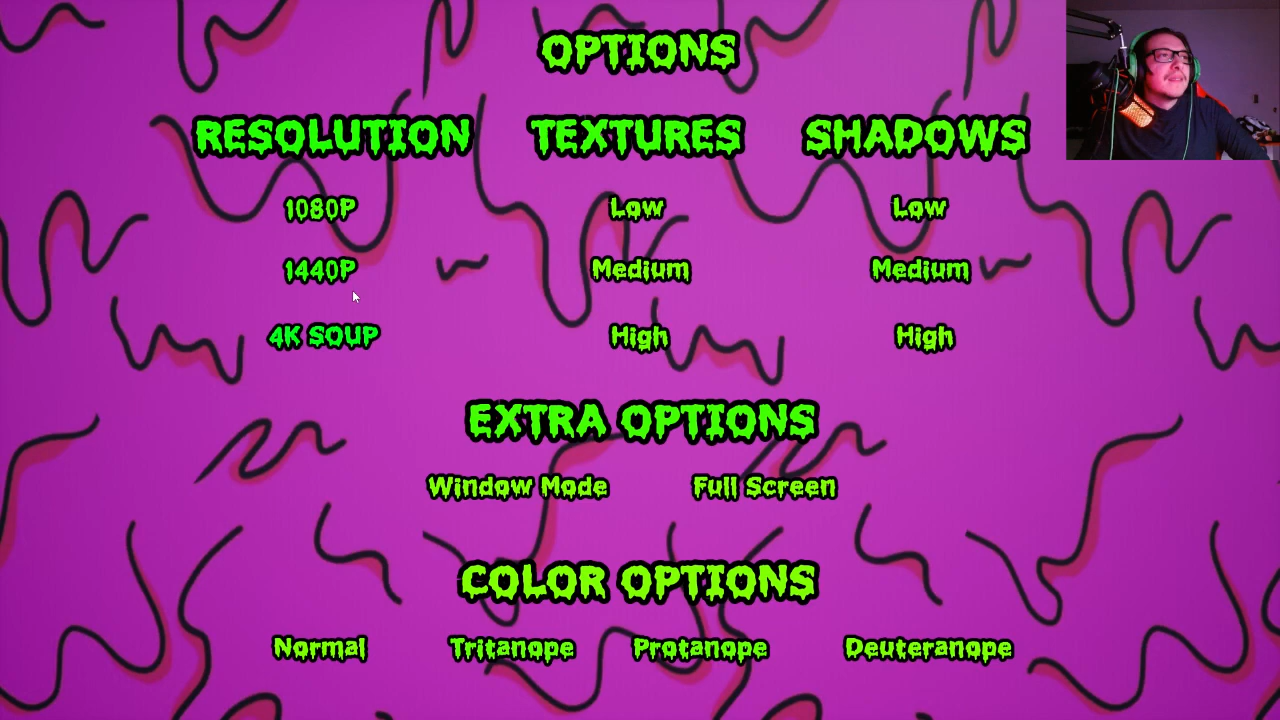 OPTIONS
RESOLUTION TEXTURES SHADOWS
1080P Low Low
1440P Medium Medium
4K SOUP High High
EXTRA OPTIONS
Window Mode Full Screen
COLOR OPTIONS
Normal Tritanope Protanope Deuteranope